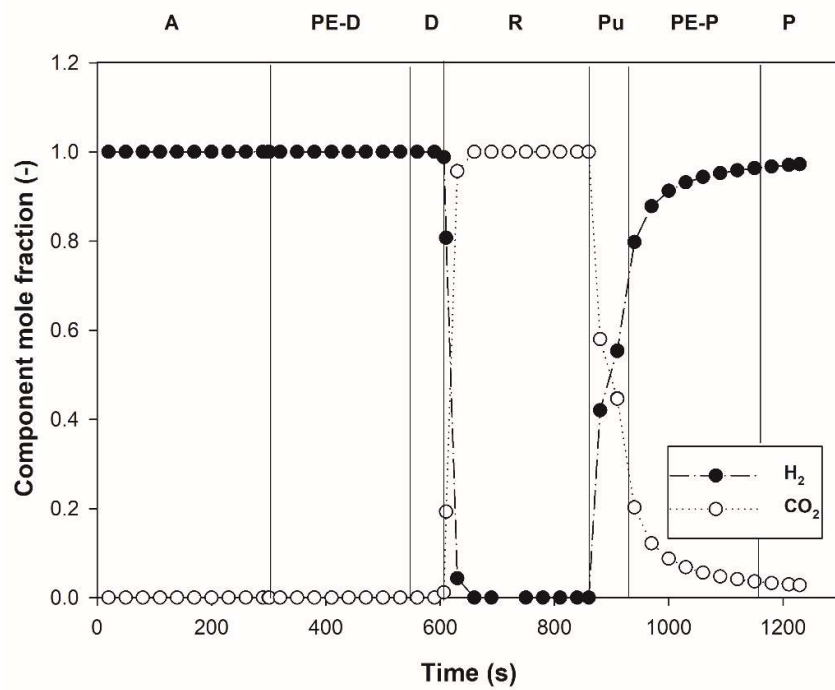 A PE-D D R Pu PE-P P
1.2
1.0
0.8
0.6
0.4
0.2
0.0
Component mole fraction (-)
H₂
CO₂
0 200 400 600 800 1000 1200
Time (s)